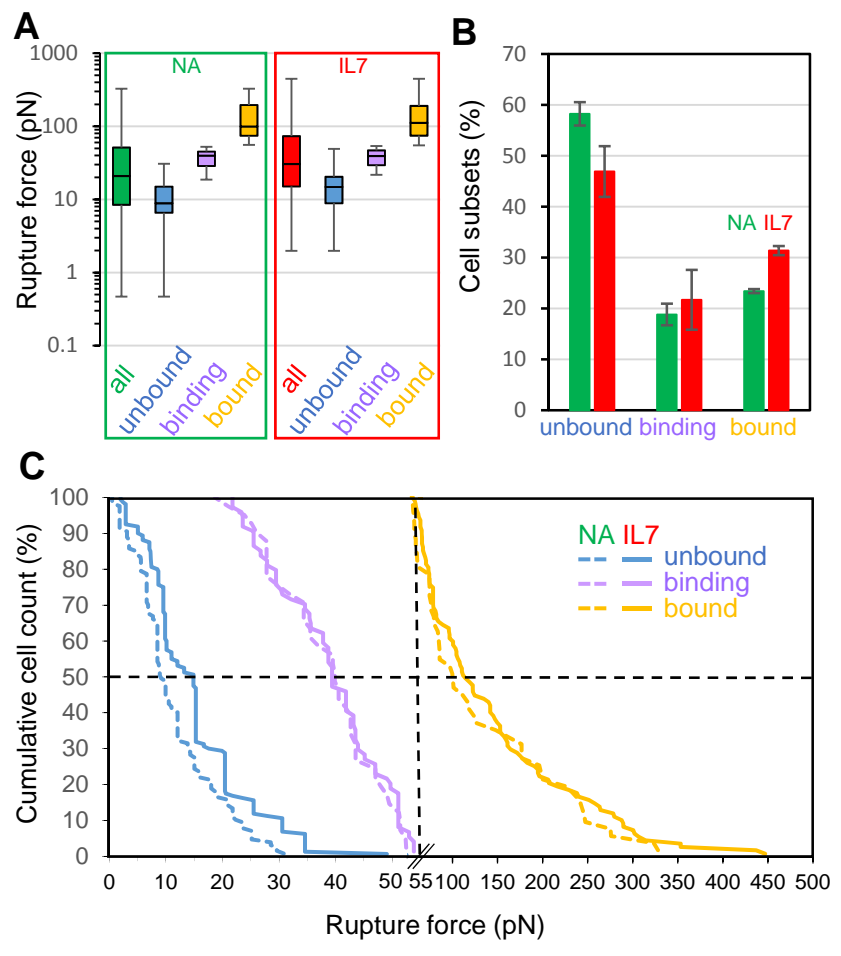 A
Rupture force (pN)
1000
100
10
1
0.1
NA
IL7
all
unbound
binding
bound
all
unbound
binding
bound
B
Cell subsets (%)
70
60
50
40
30
20
10
0
NA IL7
unbound binding bound
C
Cumulative cell count (%)
100
90
80
70
60
50
40
30
20
10
0
NA IL7
unbound
binding
bound
0 10 20 30 40 50 55 100 150 200 250 300 350 400 450 500
Rupture force (pN)